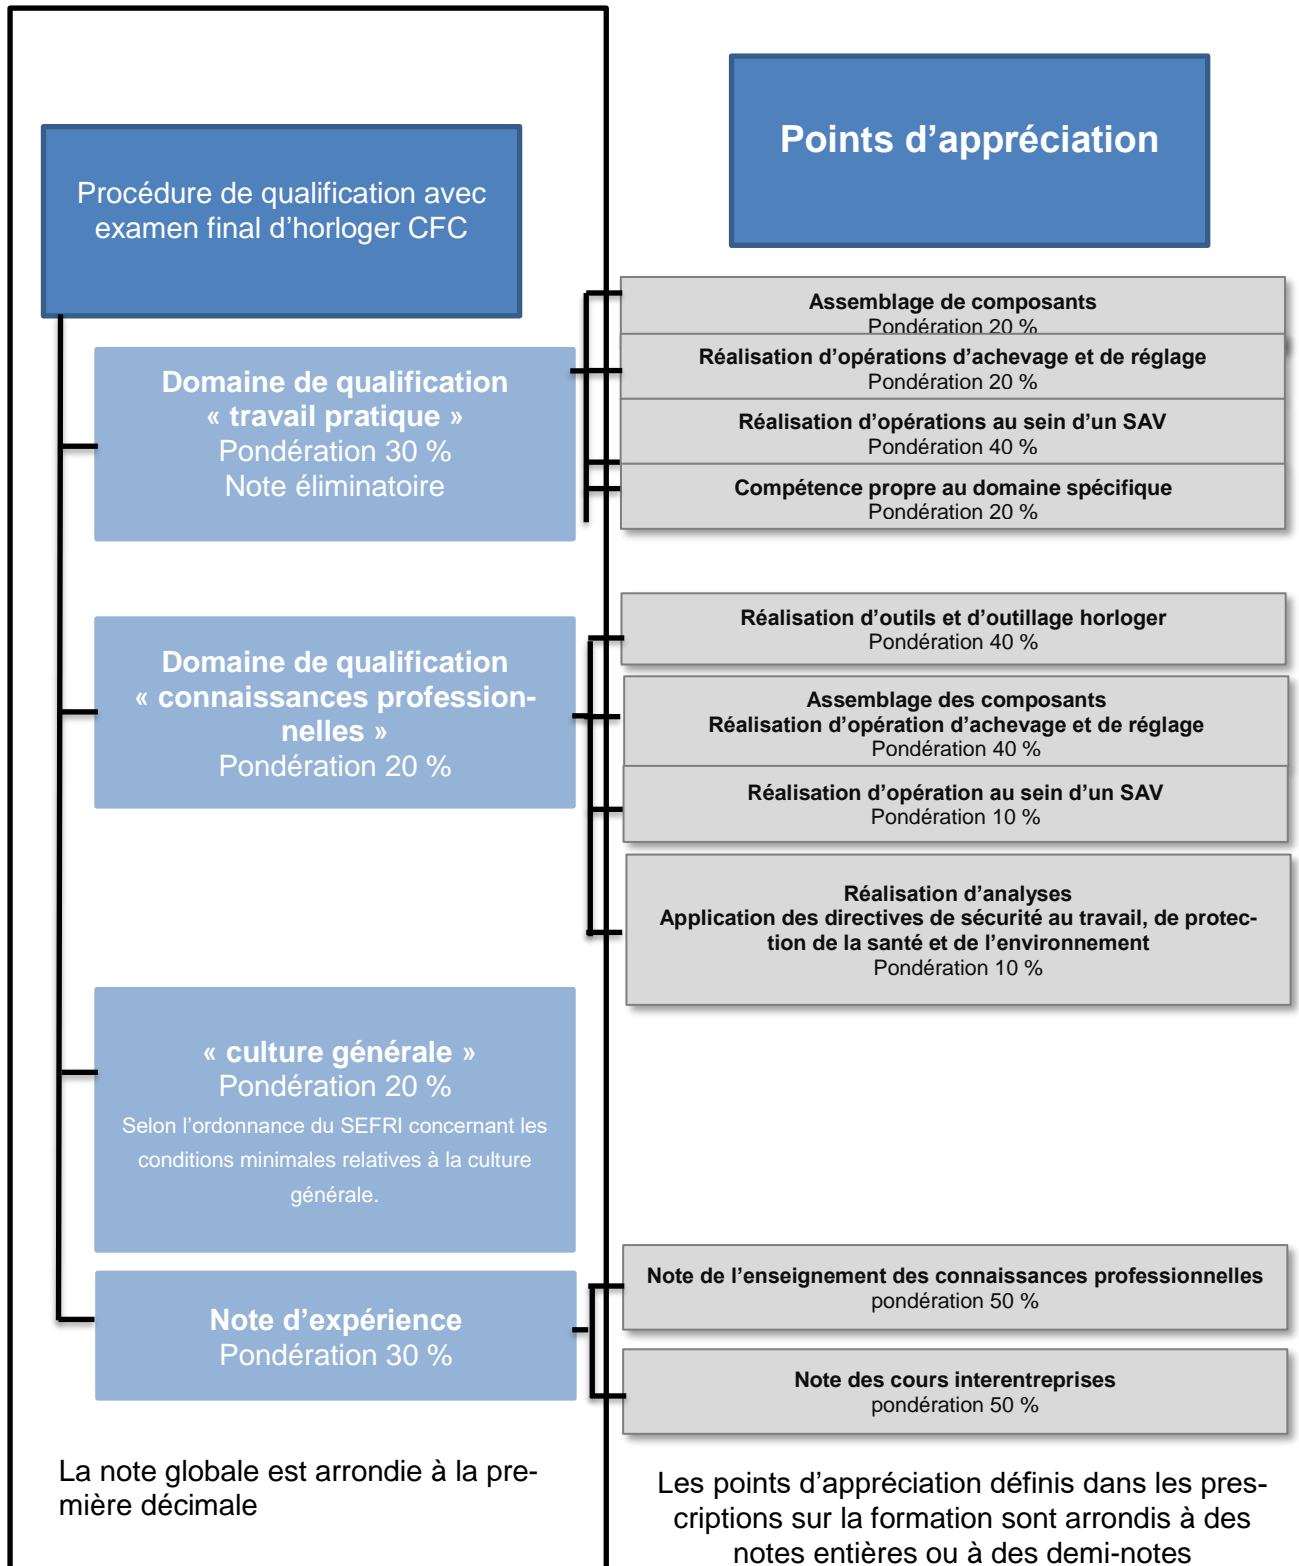 Procédure de qualification avec
examen final d’horloger CFC
Points d’appréciation
Domaine de qualification
« travail pratique »
Pondération 30 %
Note éliminatoire
Assemblage de composants
Pondération 20 %
Réalisation d’opérations d’achevage et de réglage
Pondération 20 %
Réalisation d’opérations au sein d’un SAV
Pondération 40 %
Compétence propre au domaine spécifique
Pondération 20 %
Domaine de qualification
« connaissances profession-
nelles »
Pondération 20 %
Réalisation d’outils et d’outillage horloger
Pondération 40 %
Assemblage des composants
Réalisation d’opération d’achevage et de réglage
Pondération 40 %
Réalisation d’opération au sein d’un SAV
Pondération 10 %
Réalisation d’analyses
Application des directives de sécurité au travail, de protec-
tion de la santé et de l’environnement
Pondération 10 %
« culture générale »
Pondération 20 %
Selon l’ordonnance du SEFRI concernant les
conditions minimales relatives à la culture
générale.
Note d’expérience
Pondération 30 %
Note de l’enseignement des connaissances professionnelles
pondération 50 %
Note des cours interentreprises
pondération 50 %
La note globale est arrondie à la pre-
mière décimale
Les points d’appréciation définis dans les pres-
criptions sur la formation sont arrondis à des
notes entières ou à des demi-notes